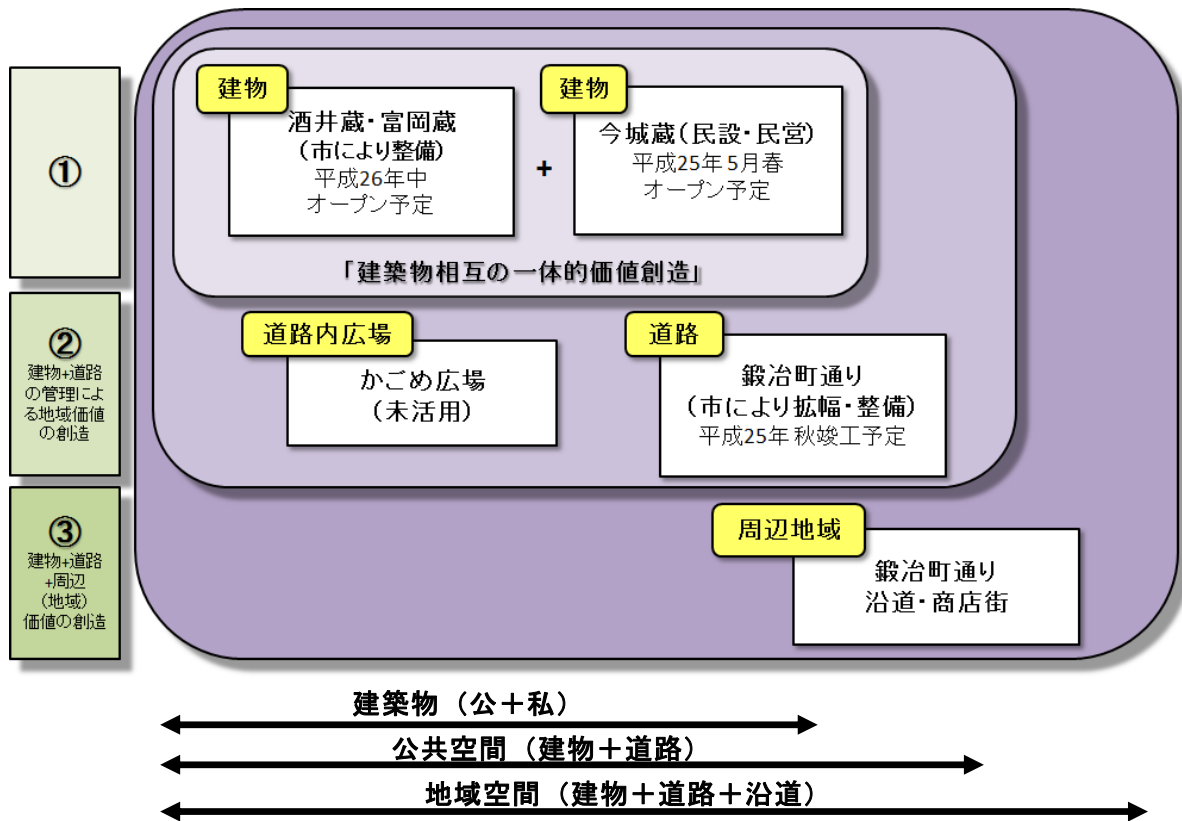 ①
建物
酒井蔵・富岡蔵
（市により整備）
平成26年中
オープン予定
+
建物
今城蔵（民設・民営）
平成25年５月春
オープン予定
「建築物相互の一体的価値創造」
②
建物+道路
の管理によ
る地域価値
の創造
道路内広場
かごめ広場
（未活用）
道路
鍛冶町通り
（市により拡幅・整備）
平成25年 秋竣工予定
③
建物+道路
+周辺
（地域）
価値の創造
周辺地域
鍛冶町通り
沿道・商店街
建築物（公＋私）
公共空間（建物＋道路）
地域空間（建物＋道路＋沿道）